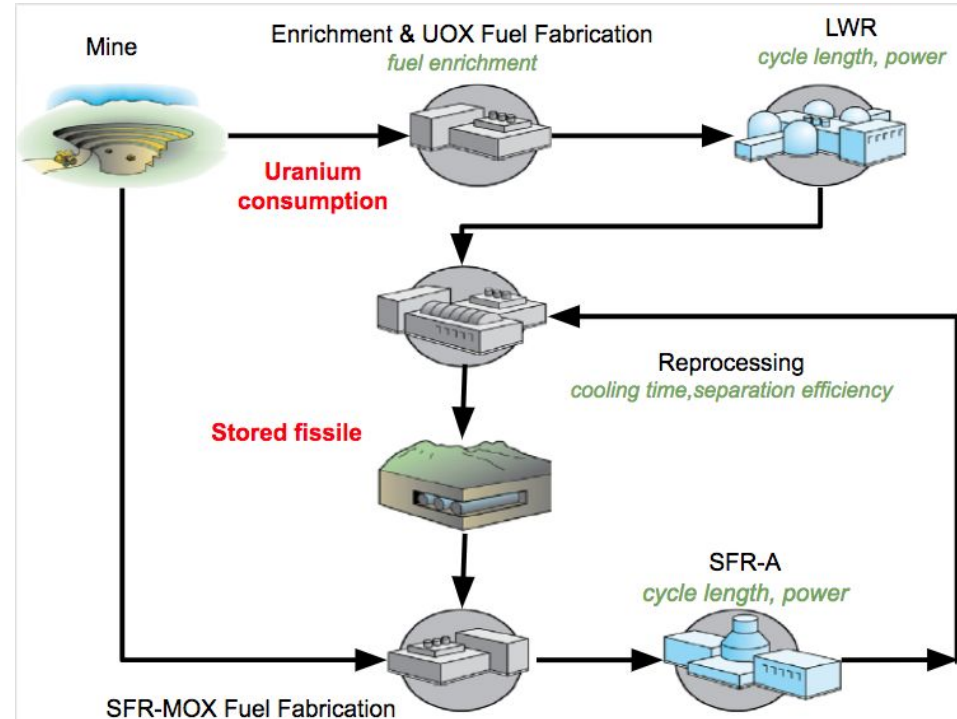 Mine
Enrichment & UOX Fuel Fabrication
fuel enrichment
LWR
cycle length, power
Uranium
consumption
Reprocessing
cooling time,separation efficiency
Stored fissile
SFR-A
cycle length, power
SFR-MOX Fuel Fabrication